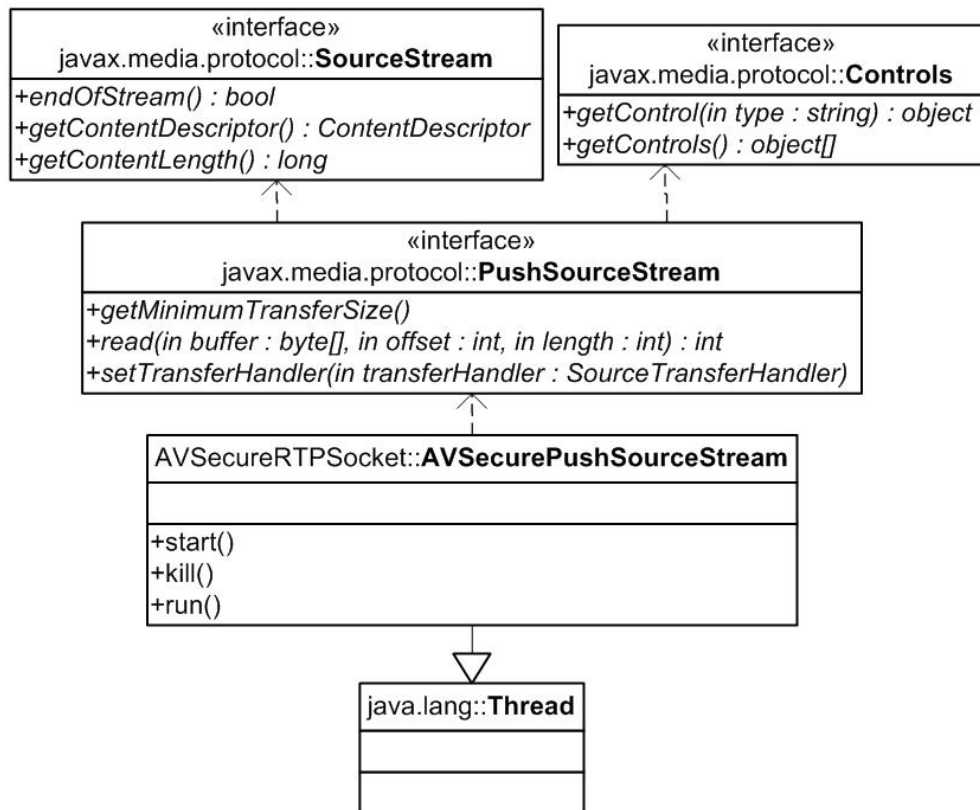 «interface»
javax.media.protocol::SourceStream
+endOfStream() : bool
+getContentDescriptor() : ContentDescriptor
+getContentLength() : long
«interface»
javax.media.protocol::Controls
+getControl(in type : string) : object
+getControls() : object[]
«interface»
javax.media.protocol::PushSourceStream
+getMinimumTransferSize()
+read(in buffer : byte[], in offset : int, in length : int) : int
+setTransferHandler(in transferHandler : SourceTransferHandler)
AVSecureRTPSocket::AVSecurePushSourceStream
+start()
+kill()
+run()
java.lang::Thread